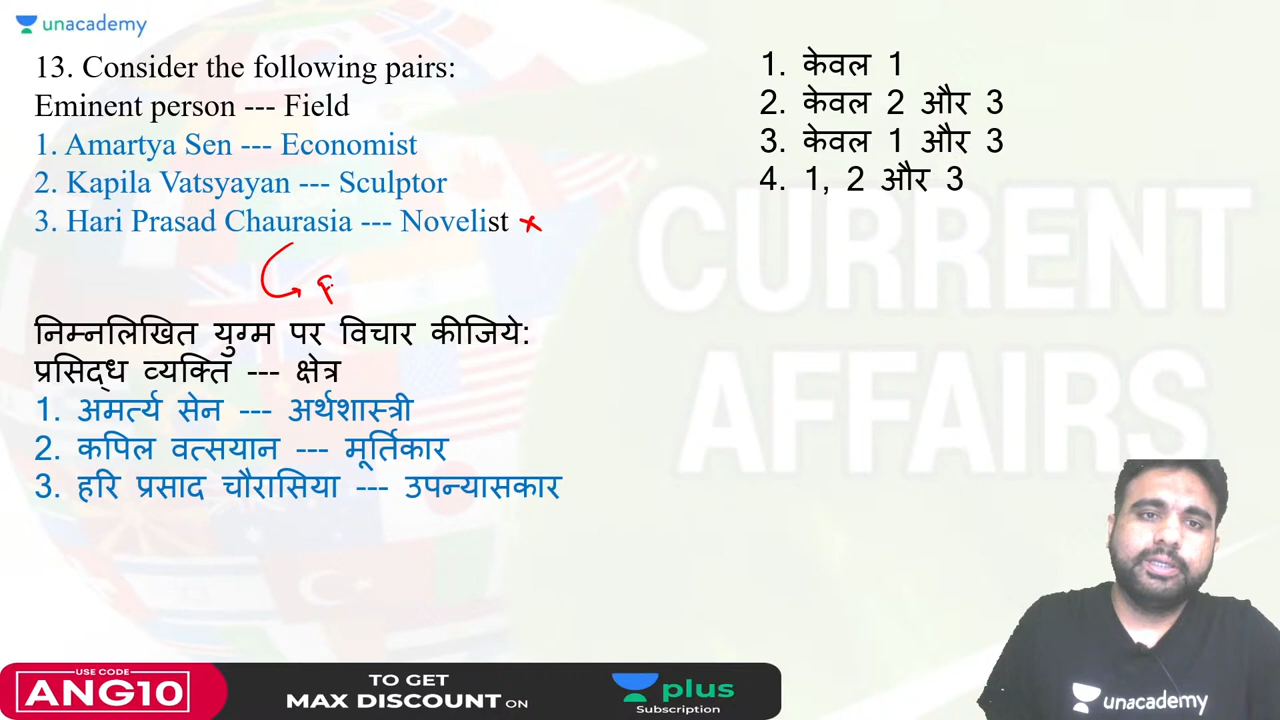 unacademy
13. Consider the following pairs:
Eminent person --- Field
1. Amartya Sen --- Economist
2. Kapila Vatsyayan --- Sculptor
3. Hari Prasad Chaurasia --- Novelist
निम्नलिखित युग्म पर विचार कीजिये:
प्रसिद्ध व्यक्ति --- क्षेत्र
1. अमर्त्य सेन --- अर्थशास्त्री
2. कपिल वत्सयान --- मूर्तिकार
3. हरि प्रसाद चौरासिया --- उपन्यासकार
1. केवल 1
2. केवल 2 और 3
3. केवल 1 और 3
4. 1, 2 और 3
CURRENT
AFFAIRS
unacademy
USE CODE
ANG10
TO GET
MAX DISCOUNT ON
plus
Subscription